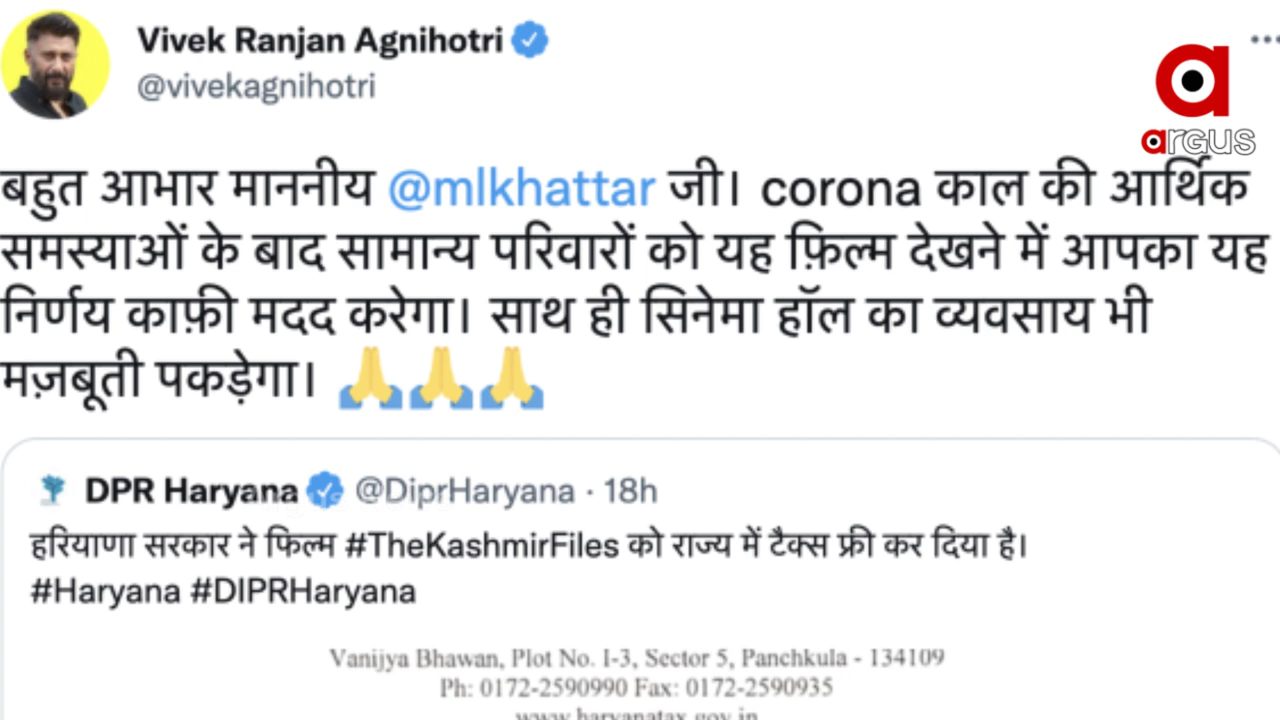 Vivek Ranjan Agnihotri
@vivekagnihotri
argus
बहुत आभार माननीय @mlkhattar जी। corona काल की आर्थिक
समस्याओं के बाद सामान्य परिवारों को यह फ़िल्म देखने में आपका यह
निर्णय काफ़ी मदद करेगा। साथ ही सिनेमा हॉल का व्यवसाय भी
मज़बूती पकड़ेगा। 🙏🙏🙏
DPR Haryana @DiprHaryana · 18h
हरियाणा सरकार ने फिल्म #TheKashmirFiles को राज्य में टैक्स फ्री कर दिया है।
#Haryana #DIPRHaryana
Vanijya Bhawan, Plot No. I-3, Sector 5, Panchkula - 134109
Ph: 0172-2590990 Fax: 0172-2590935
www.haryanatax.gov.in